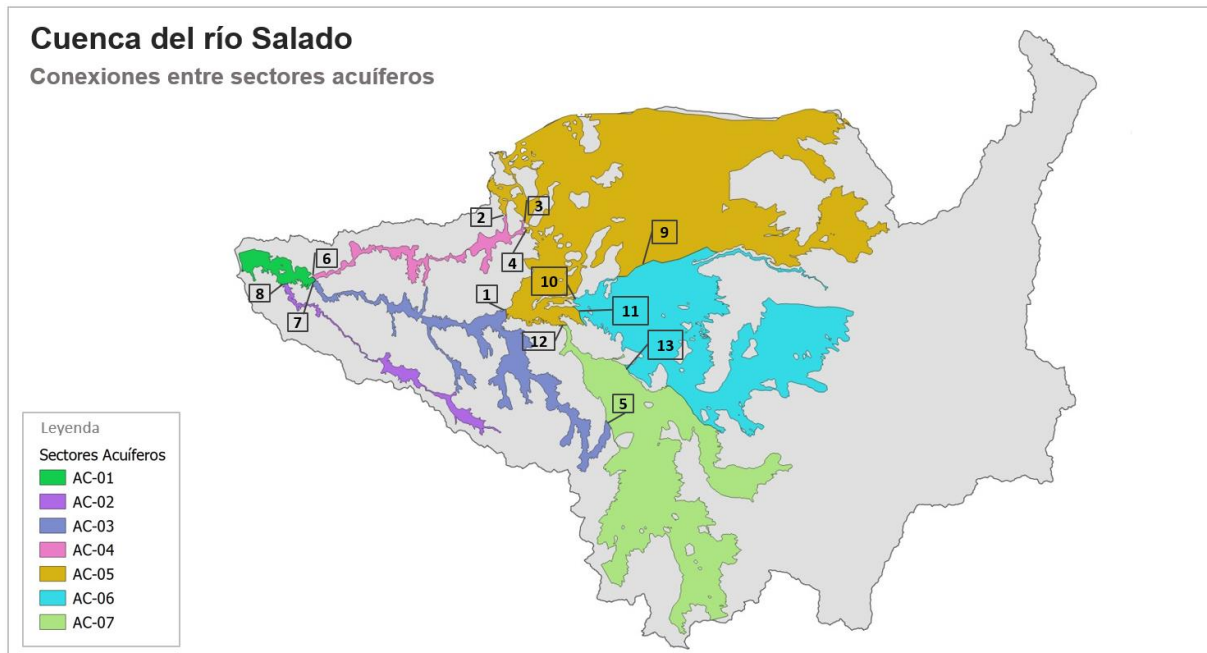 Cuenca del río Salado
Conexiones entre sectores acuíferos
3
2
9
4
6
10
8
1
11
7
12
13
5
Leyenda
Sectores Acuíferos
AC-01
AC-02
AC-03
AC-04
AC-05
AC-06
AC-07